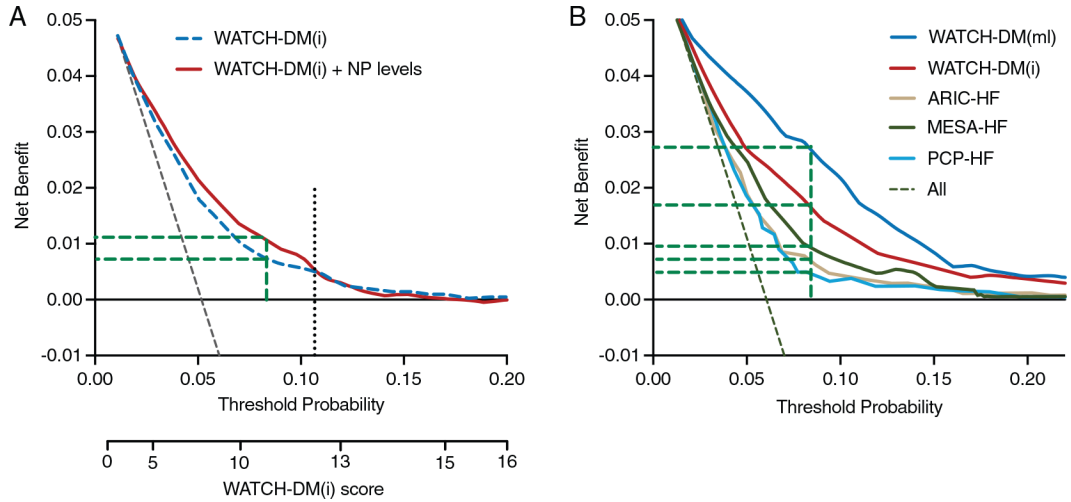 A
0.05
0.04
0.03
0.02
0.01
0.00
-0.01
Net Benefit
WATCH-DM(i)
WATCH-DM(i) + NP levels
0.00 0.05 0.10 0.15 0.20
Threshold Probability
0 5 10 13 15 16
WATCH-DM(i) score
B
0.05
0.04
0.03
0.02
0.01
0.00
-0.01
Net Benefit
WATCH-DM(ml)
WATCH-DM(i)
ARIC-HF
MESA-HF
PCP-HF
All
0.00 0.05 0.10 0.15 0.20
Threshold Probability